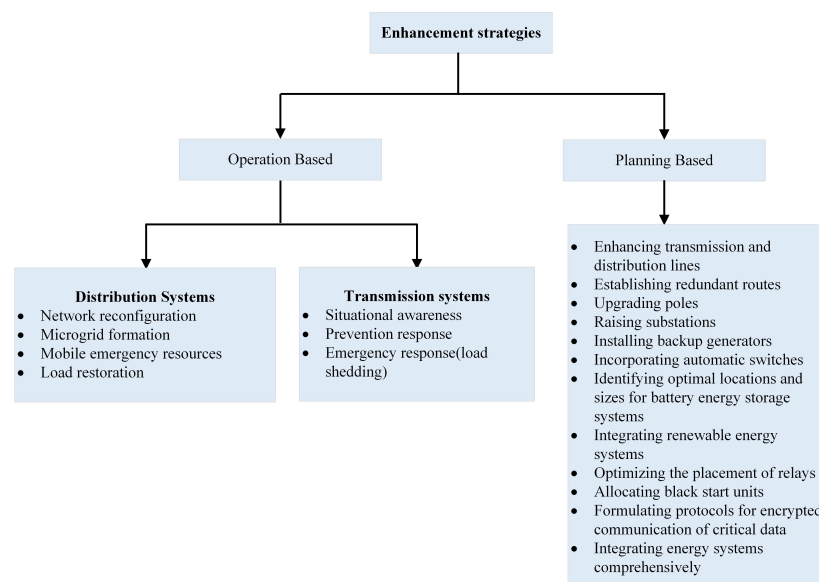 Enhancement strategies
Operation Based
Planning Based
Distribution Systems
• Network reconfiguration
• Microgrid formation
• Mobile emergency resources
• Load restoration
Transmission systems
• Situational awareness
• Prevention response
• Emergency response(load
shedding)
• Enhancing transmission and
distribution lines
• Establishing redundant routes
• Upgrading poles
• Raising substations
• Installing backup generators
• Incorporating automatic switches
• Identifying optimal locations and
sizes for battery energy storage
systems
• Integrating renewable energy
systems
• Optimizing the placement of relays
• Allocating black start units
• Formulating protocols for encrypted
communication of critical data
• Integrating energy systems
comprehensively